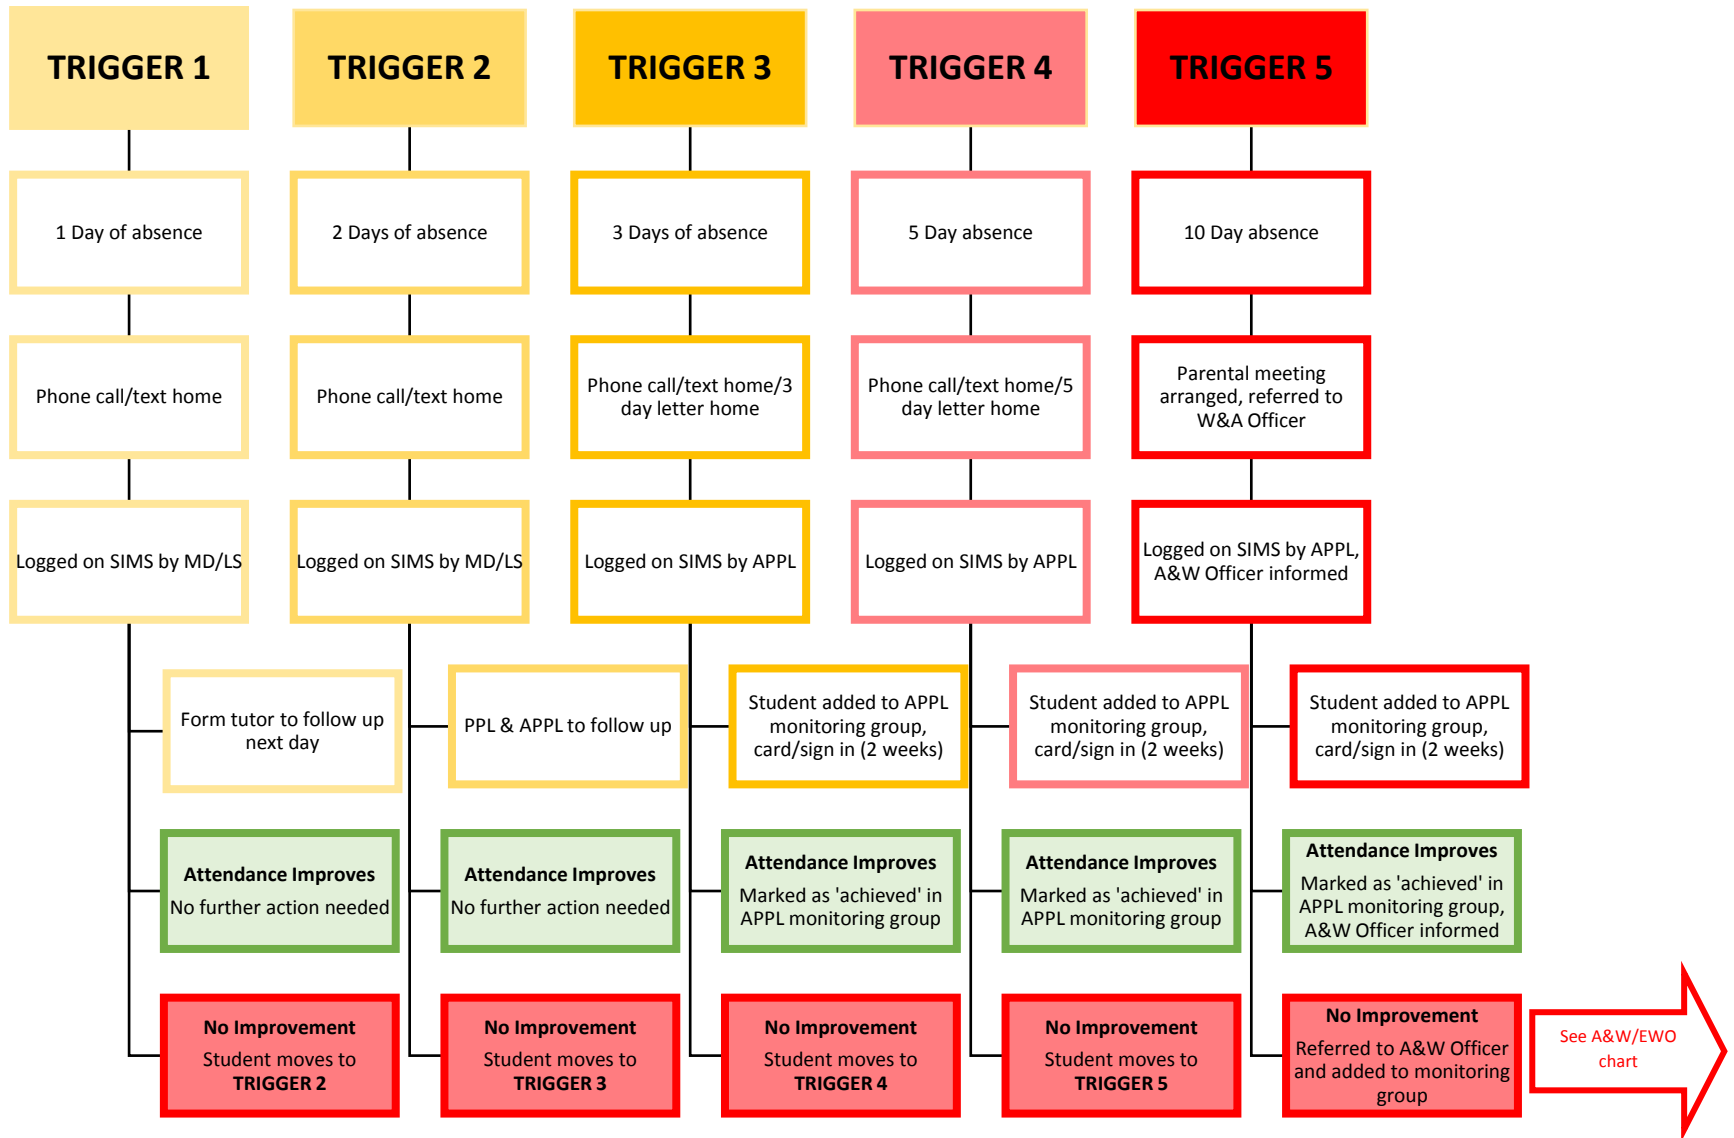 TRIGGER 1
TRIGGER 2
TRIGGER 3
TRIGGER 4
TRIGGER 5
1 Day of absence
2 Days of absence
3 Days of absence
5 Day absence
10 Day absence
Phone call/text home
Phone call/text home
Phone call/text home/3
day letter home
Phone call/text home/5
day letter home
Parental meeting
arranged, referred to
W&A Officer
Logged on SIMS by MD/LS
Logged on SIMS by MD/LS
Logged on SIMS by APPL
Logged on SIMS by APPL
Logged on SIMS by APPL,
A&W Officer informed
Form tutor to follow up
next day
PPL & APPL to follow up
Student added to APPL
monitoring group,
card/sign in (2 weeks)
Student added to APPL
monitoring group,
card/sign in (2 weeks)
Student added to APPL
monitoring group,
card/sign in (2 weeks)
Attendance Improves
No further action needed
Attendance Improves
No further action needed
Attendance Improves
Marked as 'achieved' in
APPL monitoring group
Attendance Improves
Marked as 'achieved' in
APPL monitoring group
Attendance Improves
Marked as 'achieved' in
APPL monitoring group,
A&W Officer informed
No Improvement
Student moves to
TRIGGER 2
No Improvement
Student moves to
TRIGGER 3
No Improvement
Student moves to
TRIGGER 4
No Improvement
Student moves to
TRIGGER 5
No Improvement
Referred to A&W Officer
and added to monitoring
group
See A&W/EWO
chart